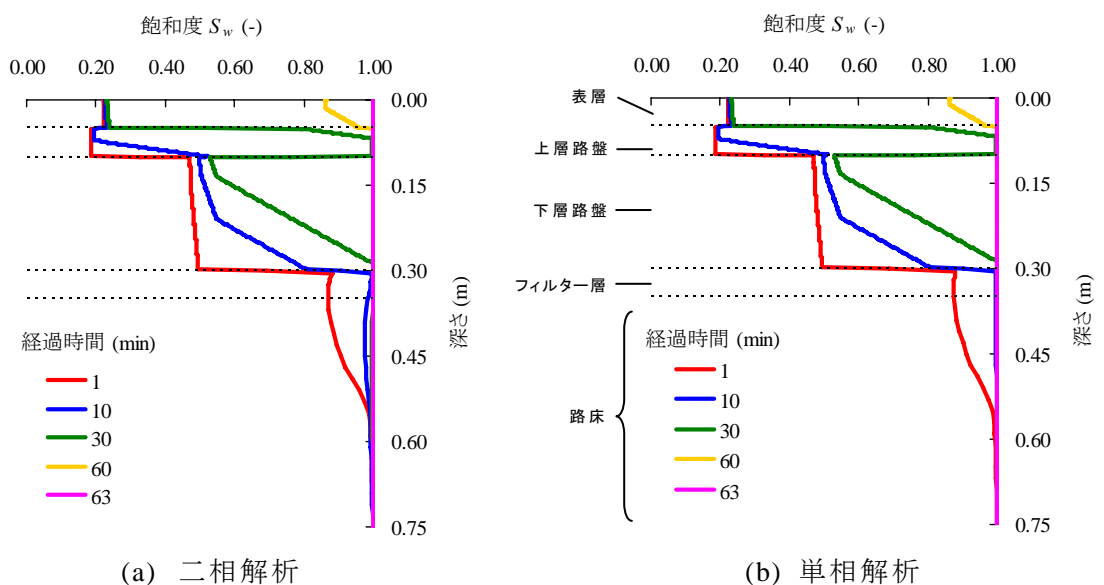 飽和度 Sw (-)
0.00 0.20 0.40 0.60 0.80 1.00
0.00
0.15
0.30
0.45
0.60
0.75
深さ (m)
経過時間 (min)
1
10
30
60
63
(a) 二相解析
飽和度 Sw (-)
0.00 0.20 0.40 0.60 0.80 1.00
表層
上層路盤
下層路盤
フィルター層
路床
0.00
0.15
0.30
0.45
0.60
0.75
深さ (m)
経過時間 (min)
1
10
30
60
63
(b) 単相解析